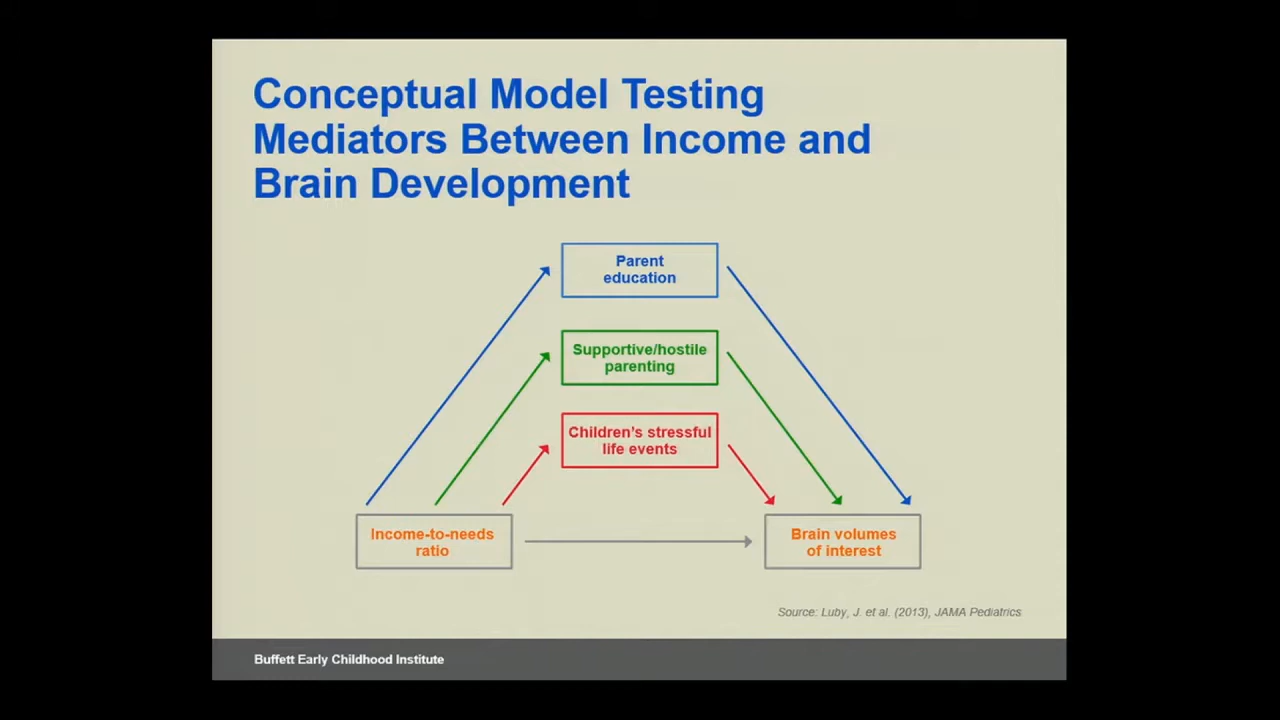 Conceptual Model Testing
Mediators Between Income and
Brain Development
Parent
education
Supportive/hostile
parenting
Children's stressful
life events
Income-to-needs
ratio
Brain volumes
of interest
Source: Luby, J. et al. (2013), JAMA Pediatrics
Buffett Early Childhood Institute